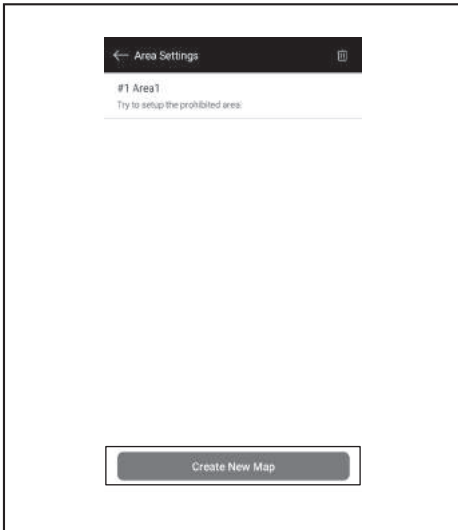 Area Settings
#1 Area1
Try to setup the prohibited area.
Create New Map